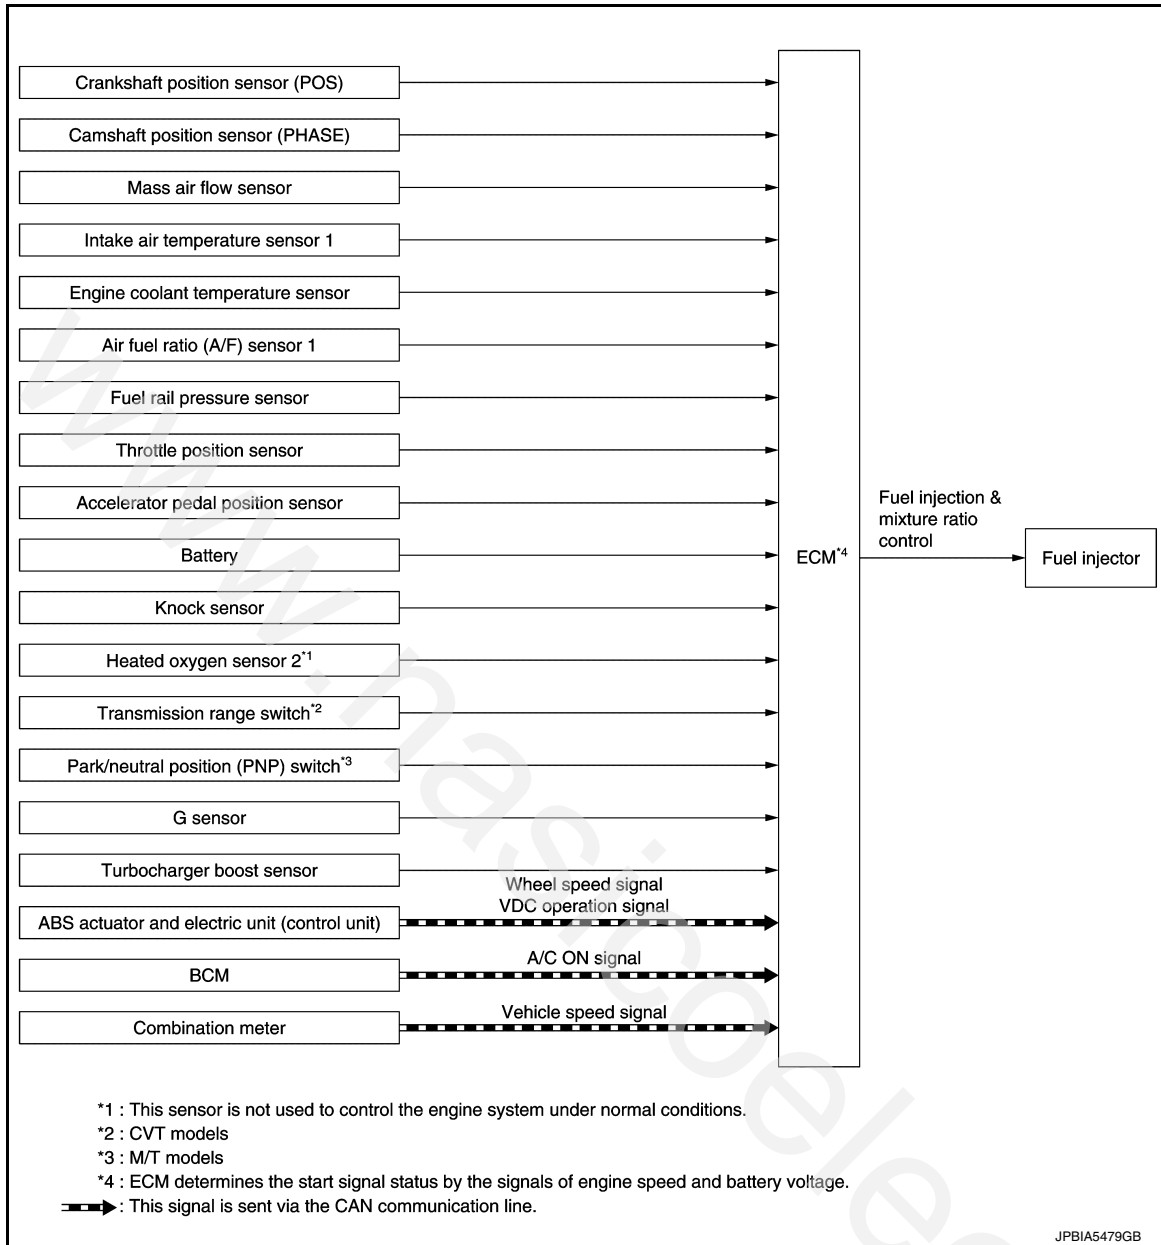 Crankshaft position sensor (POS)
Camshaft position sensor (PHASE)
Mass air flow sensor
Intake air temperature sensor 1
Engine coolant temperature sensor
Air fuel ratio (A/F) sensor 1
Fuel rail pressure sensor
Throttle position sensor
Accelerator pedal position sensor
Battery
Knock sensor
Heated oxygen sensor 2*1
Transmission range switch*2
Park/neutral position (PNP) switch*3
G sensor
Turbocharger boost sensor
ABS actuator and electric unit (control unit)
Wheel speed signal
VDC operation signal
BCM
A/C ON signal
Combination meter
Vehicle speed signal
ECM*4
Fuel injection &
mixture ratio
control
Fuel injector
*1 : This sensor is not used to control the engine system under normal conditions.
*2 : CVT models
*3 : M/T models
*4 : ECM determines the start signal status by the signals of engine speed and battery voltage.
: This signal is sent via the CAN communication line.
JPBIA5479GB
www.nasicoelec